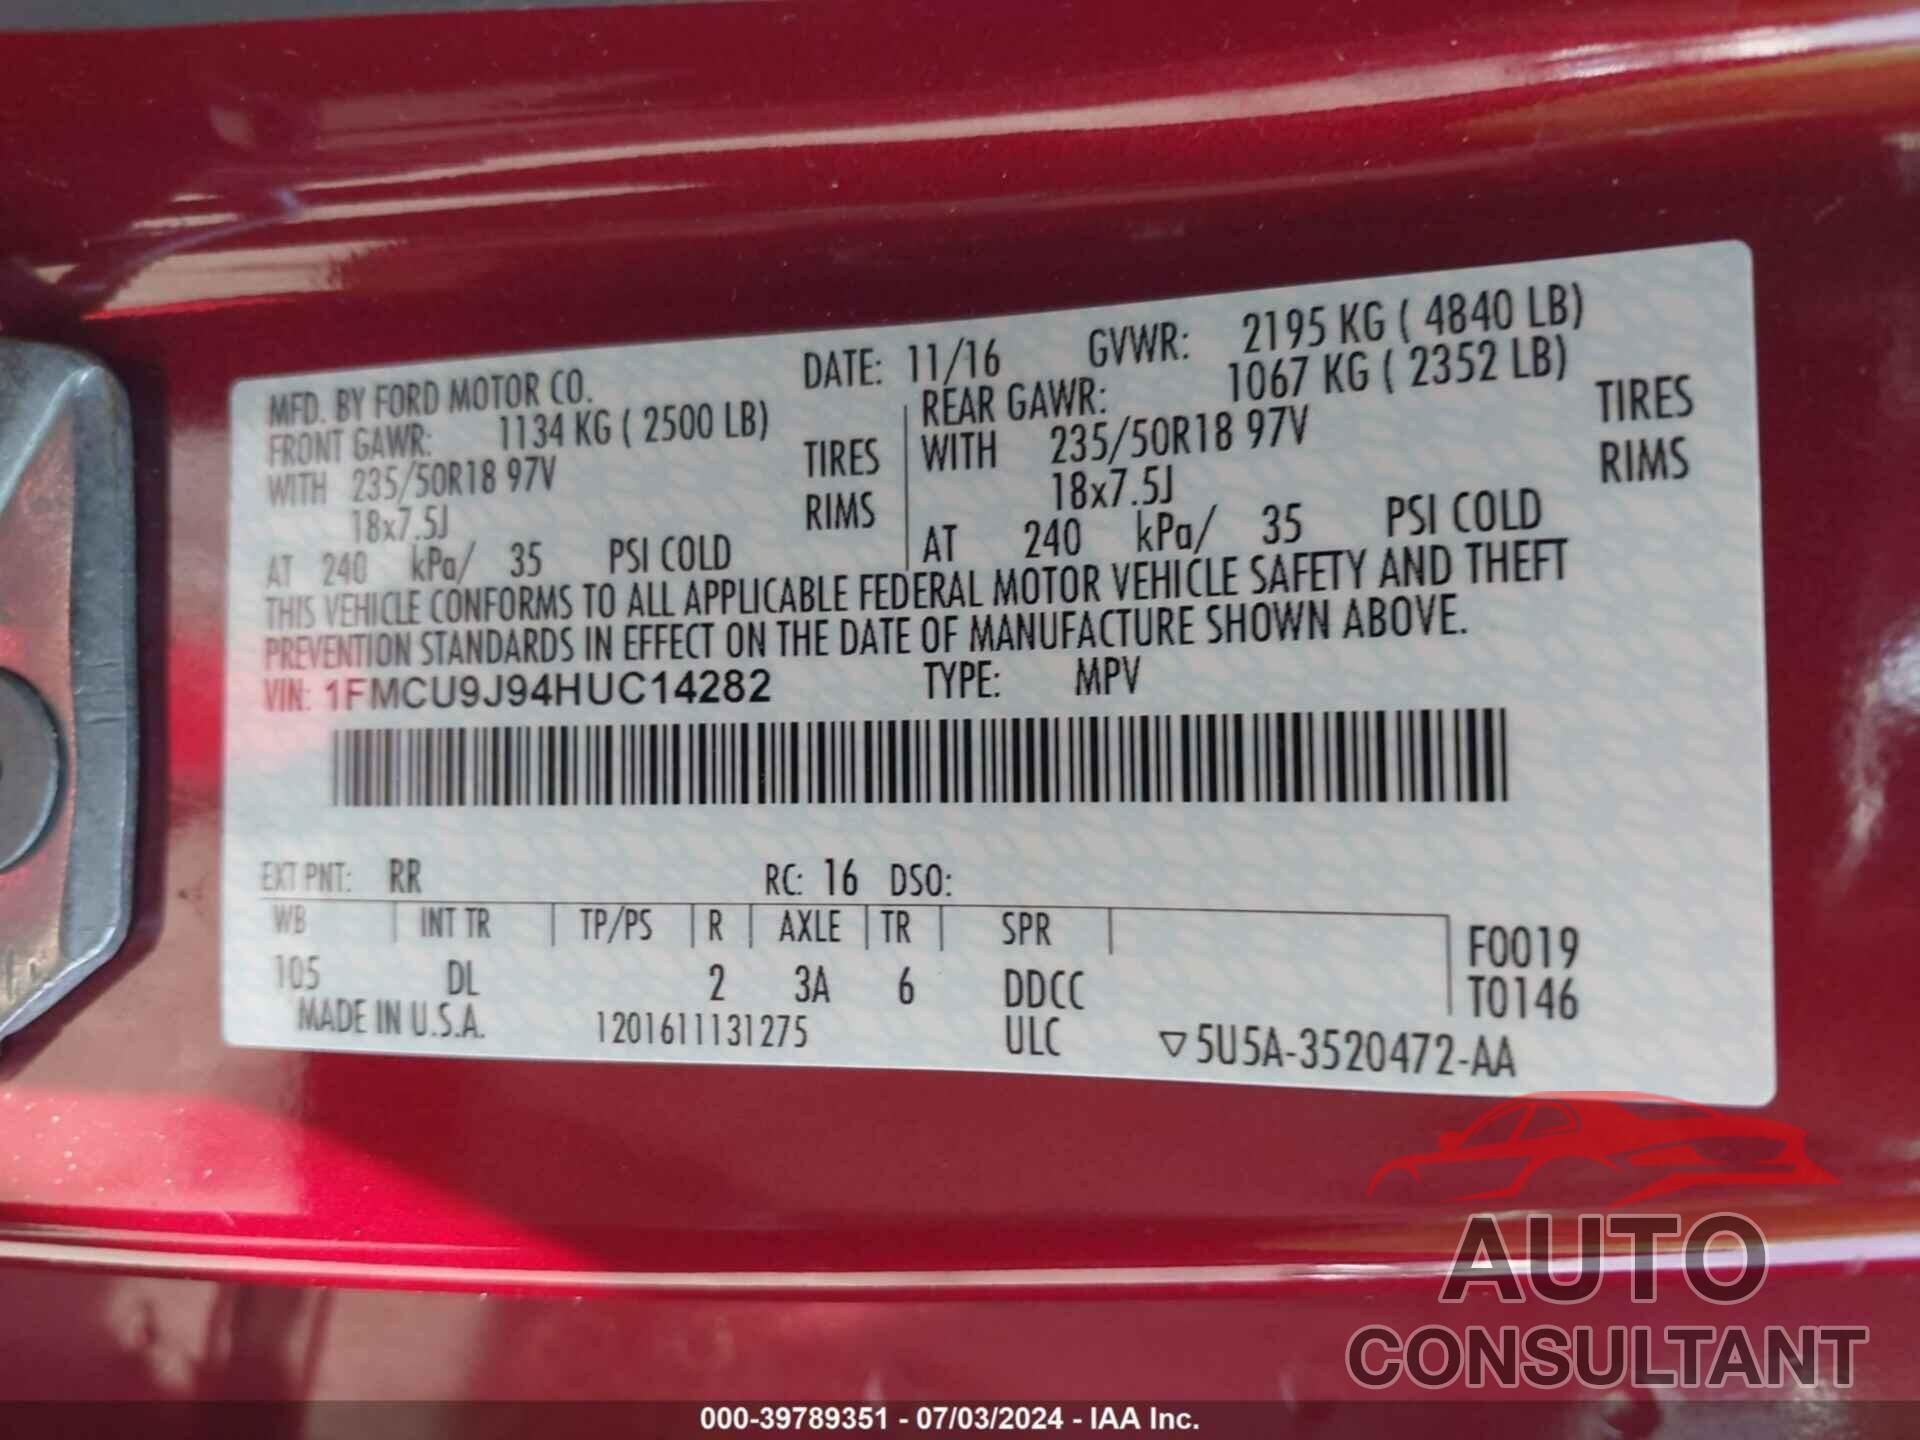 MFD. BY FORD MOTOR CO. DATE: 11/16 GVWR: 2195 KG ( 4840 LB)
FRONT GAWR: 1134 KG ( 2500 LB) REAR GAWR: 1067 KG ( 2352 LB)
WITH 235/50R18 97V TIRES WITH 235/50R18 97V TIRES
18x7.5J RIMS 18x7.5J RIMS
AT 240 kPa/ 35 PSI COLD AT 240 kPa/ 35 PSI COLD
THIS VEHICLE CONFORMS TO ALL APPLICABLE FEDERAL MOTOR VEHICLE SAFETY AND THEFT
PREVENTION STANDARDS IN EFFECT ON THE DATE OF MANUFACTURE SHOWN ABOVE.
VIN: 1FMCU9J94HUC14282 TYPE: MPV
EXT PNT: RR RC: 16 DSO:
WB INT TR TP/PS R AXLE TR SPR F0019
105 DL 2 3A 6 DDCC T0146
MADE IN U.S.A. 1201611131275 ULC ▽5U5A-3520472-AA
AUTO
CONSULTANT
000-39789351 - 07/03/2024 - IAA Inc.